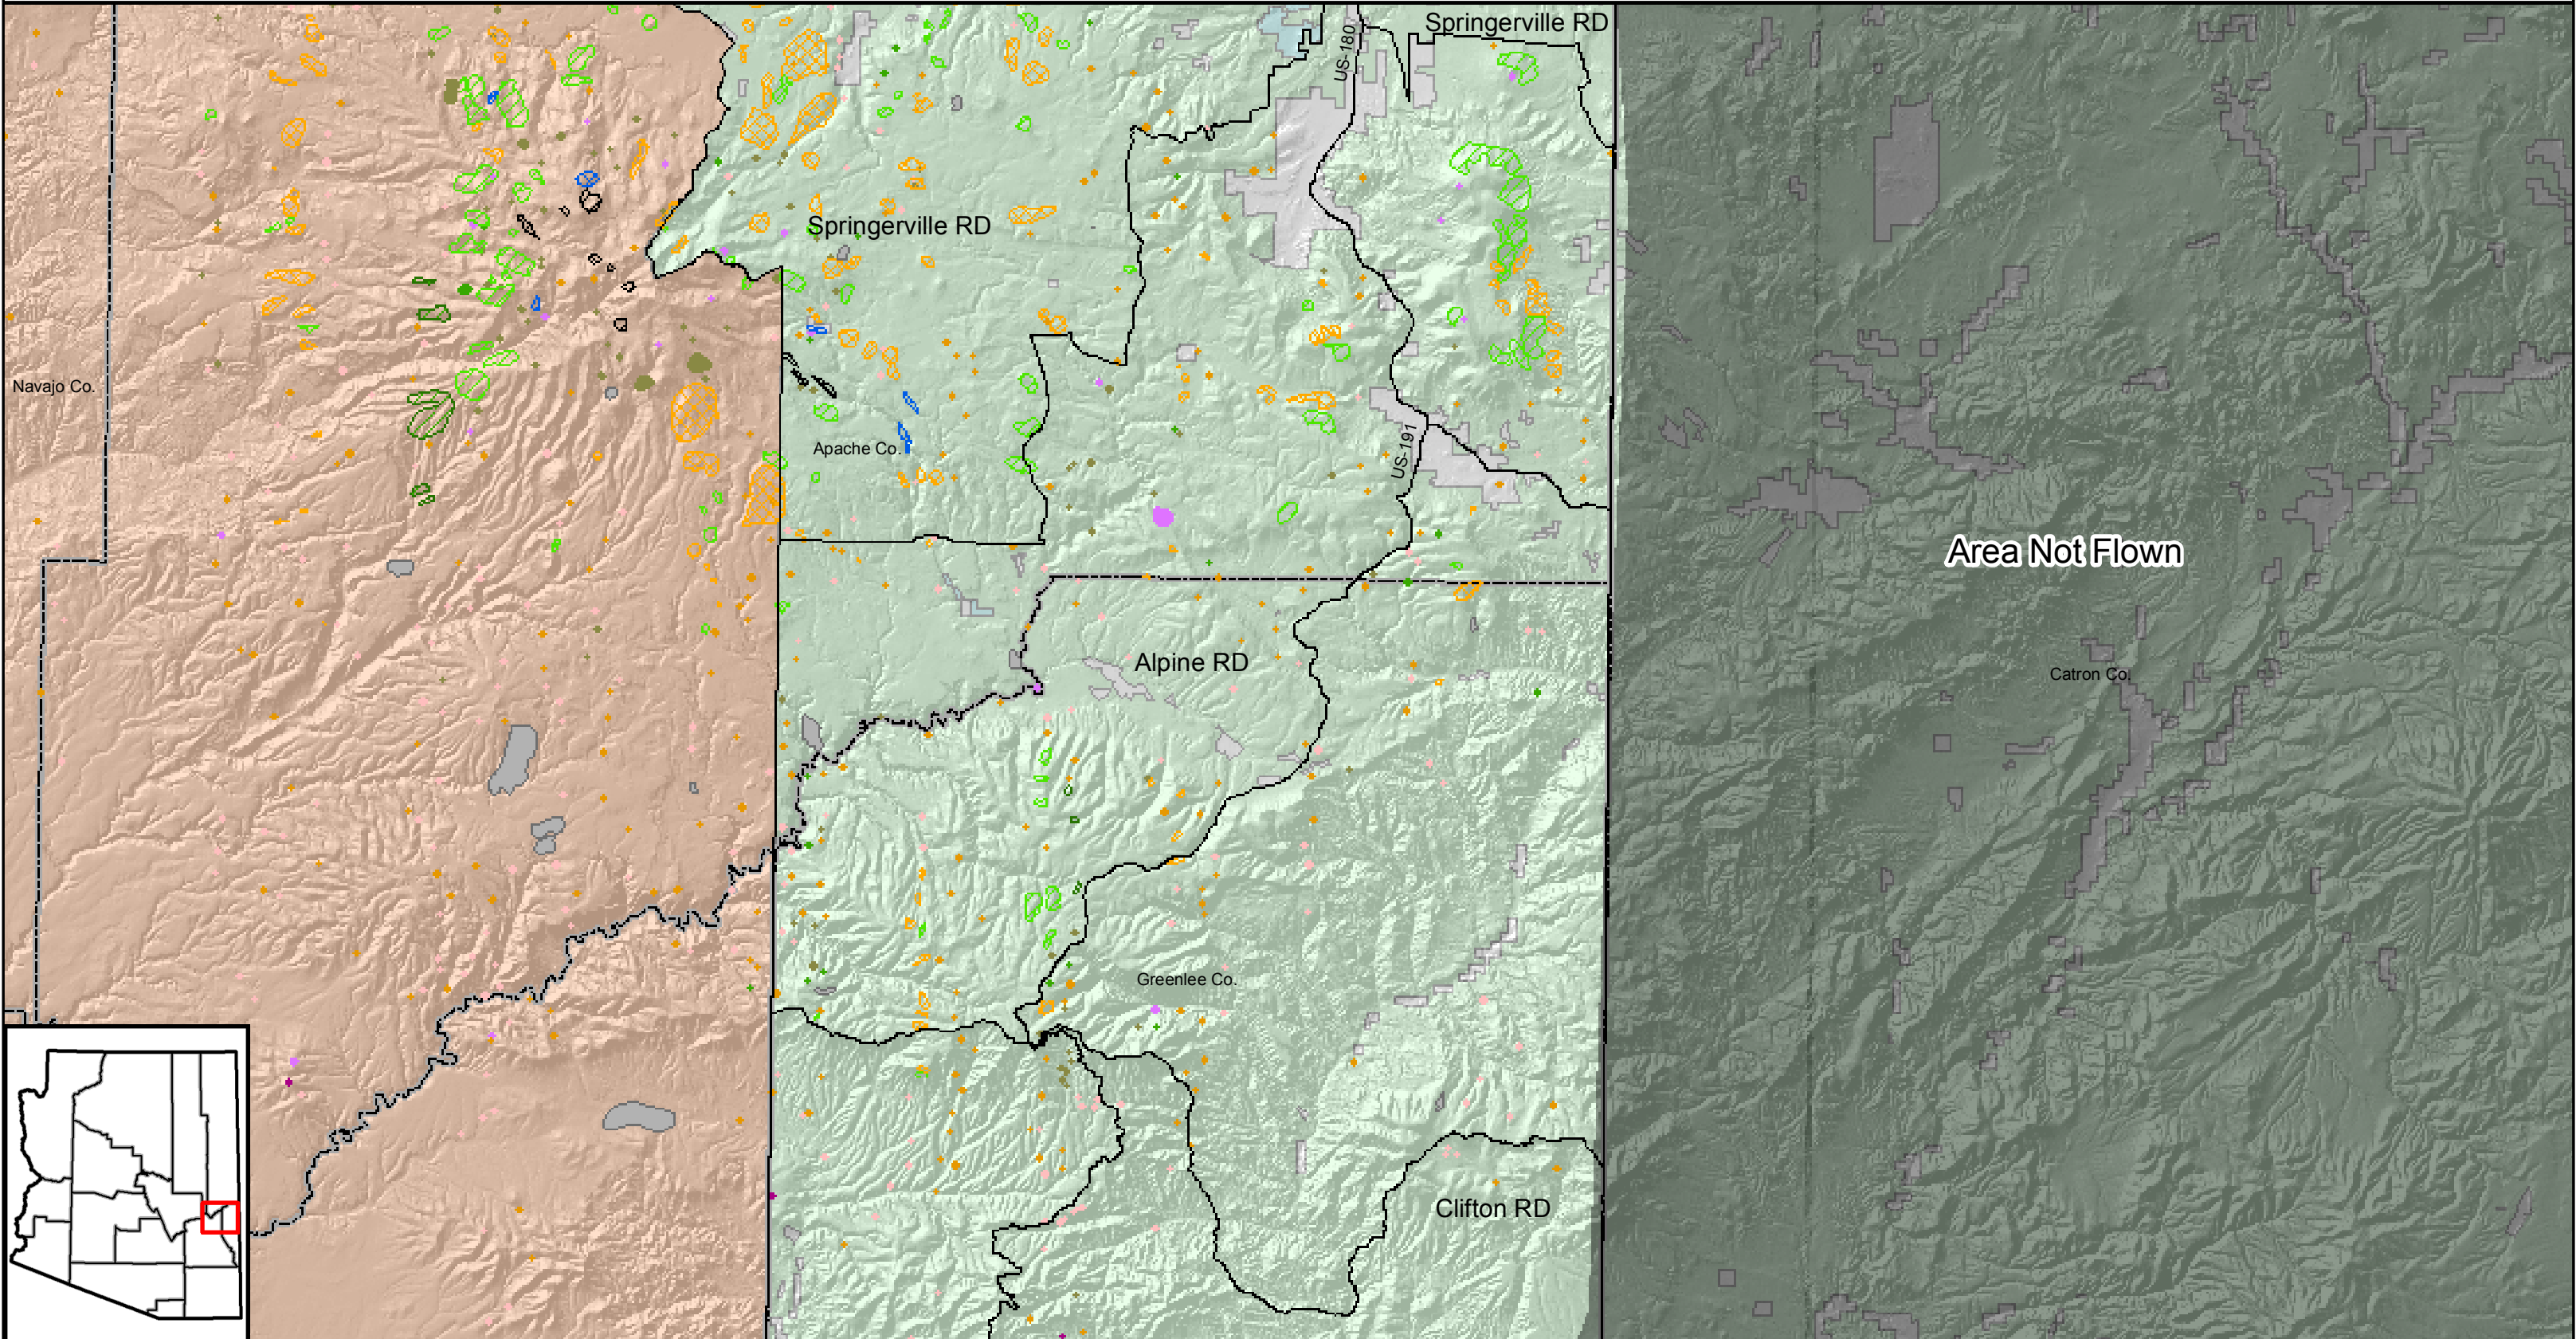 Springerville RD
US-180
Springerville RD
Navajo Co.
Apache Co.
US-191
Area Not Flown
Alpine RD
Catron Co.
Greenlee Co.
Clifton RD